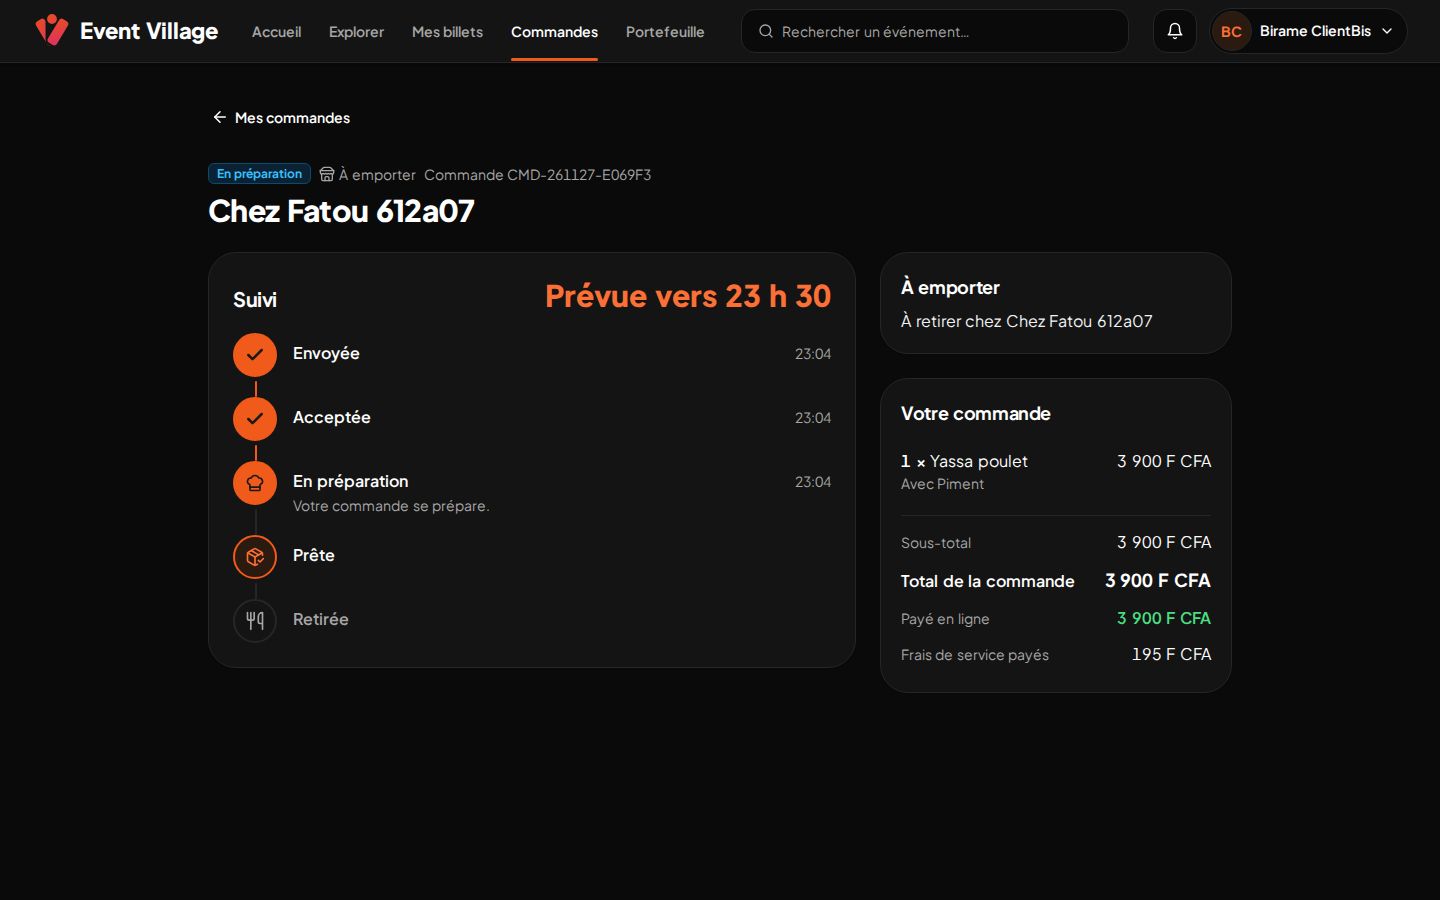 Event Village
Accueil
Explorer
Mes billets
Commandes
Portefeuille
Rechercher un événement...
BC
Birame ClientBis
Mes commandes
En préparation
À emporter
Commande CMD-261127-E069F3
Chez Fatou 612a07
Suivi
Prévue vers 23 h 30
Envoyée
23:04
Acceptée
23:04
En préparation
23:04
Votre commande se prépare.
Prête
Retirée
À emporter
À retirer chez Chez Fatou 612a07
Votre commande
1 × Yassa poulet
3 900 F CFA
Avec Piment
Sous-total
3 900 F CFA
Total de la commande
3 900 F CFA
Payé en ligne
3 900 F CFA
Frais de service payés
195 F CFA